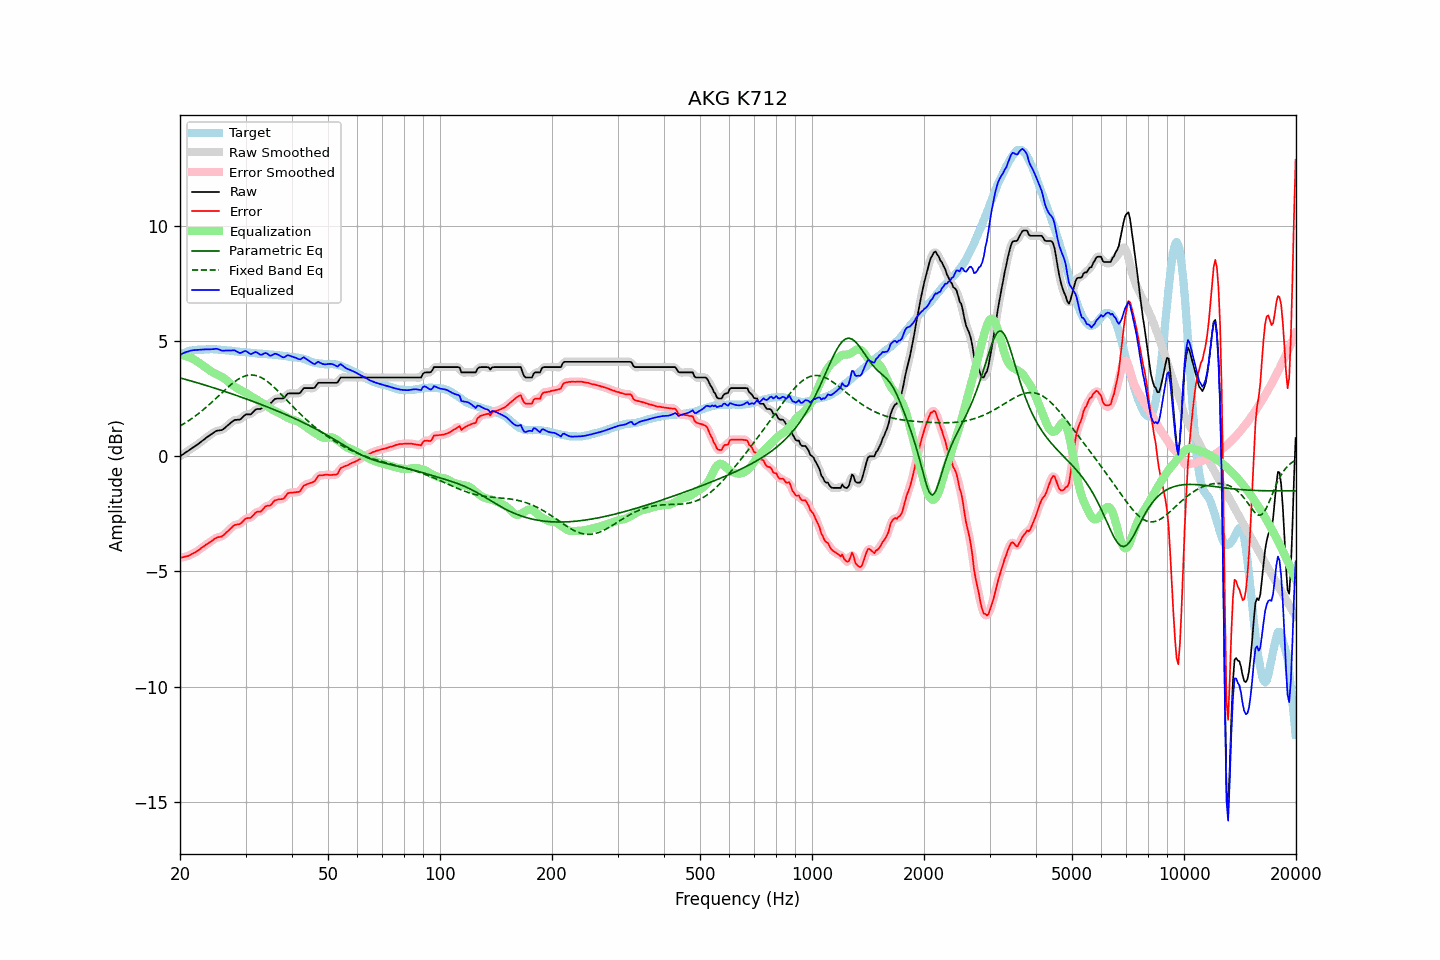 AKG K712
Target
Raw Smoothed
Error Smoothed
Raw
Error
Equalization
Parametric Eq
Fixed Band Eq
Equalized
Amplitude (dBr)
10
5
0
−5
−10
−15
20 50 100 200 500 1000 2000 5000 10000 20000
Frequency (Hz)